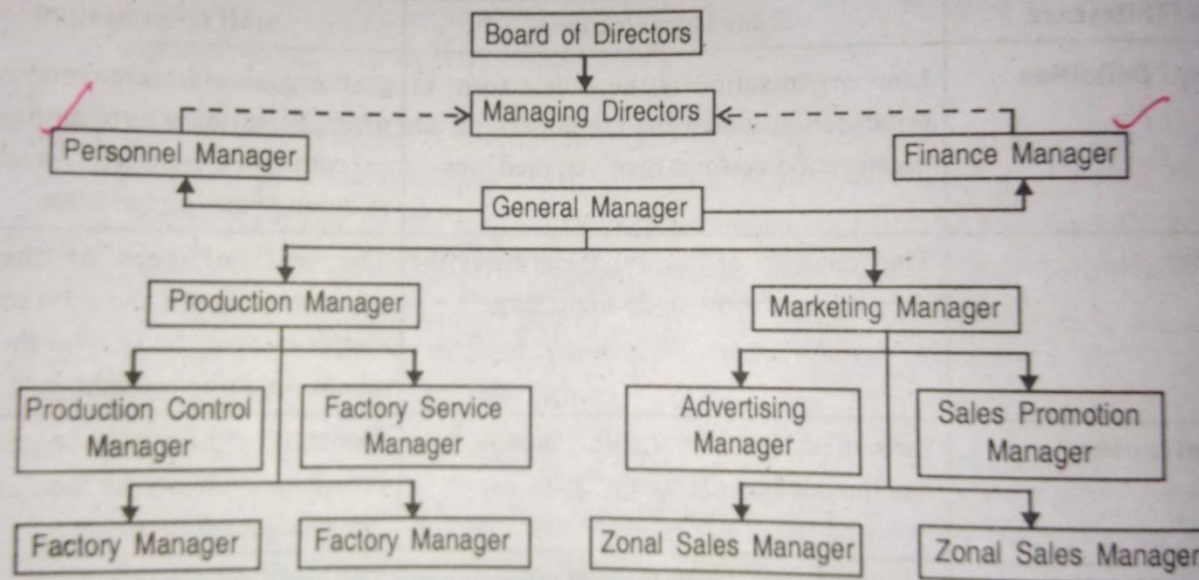 Board of Directors
Managing Directors
Personnel Manager
Finance Manager
General Manager
Production Manager
Marketing Manager
Production Control
Manager
Factory Service
Manager
Advertising
Manager
Sales Promotion
Manager
Factory Manager
Factory Manager
Zonal Sales Manager
Zonal Sales Manager